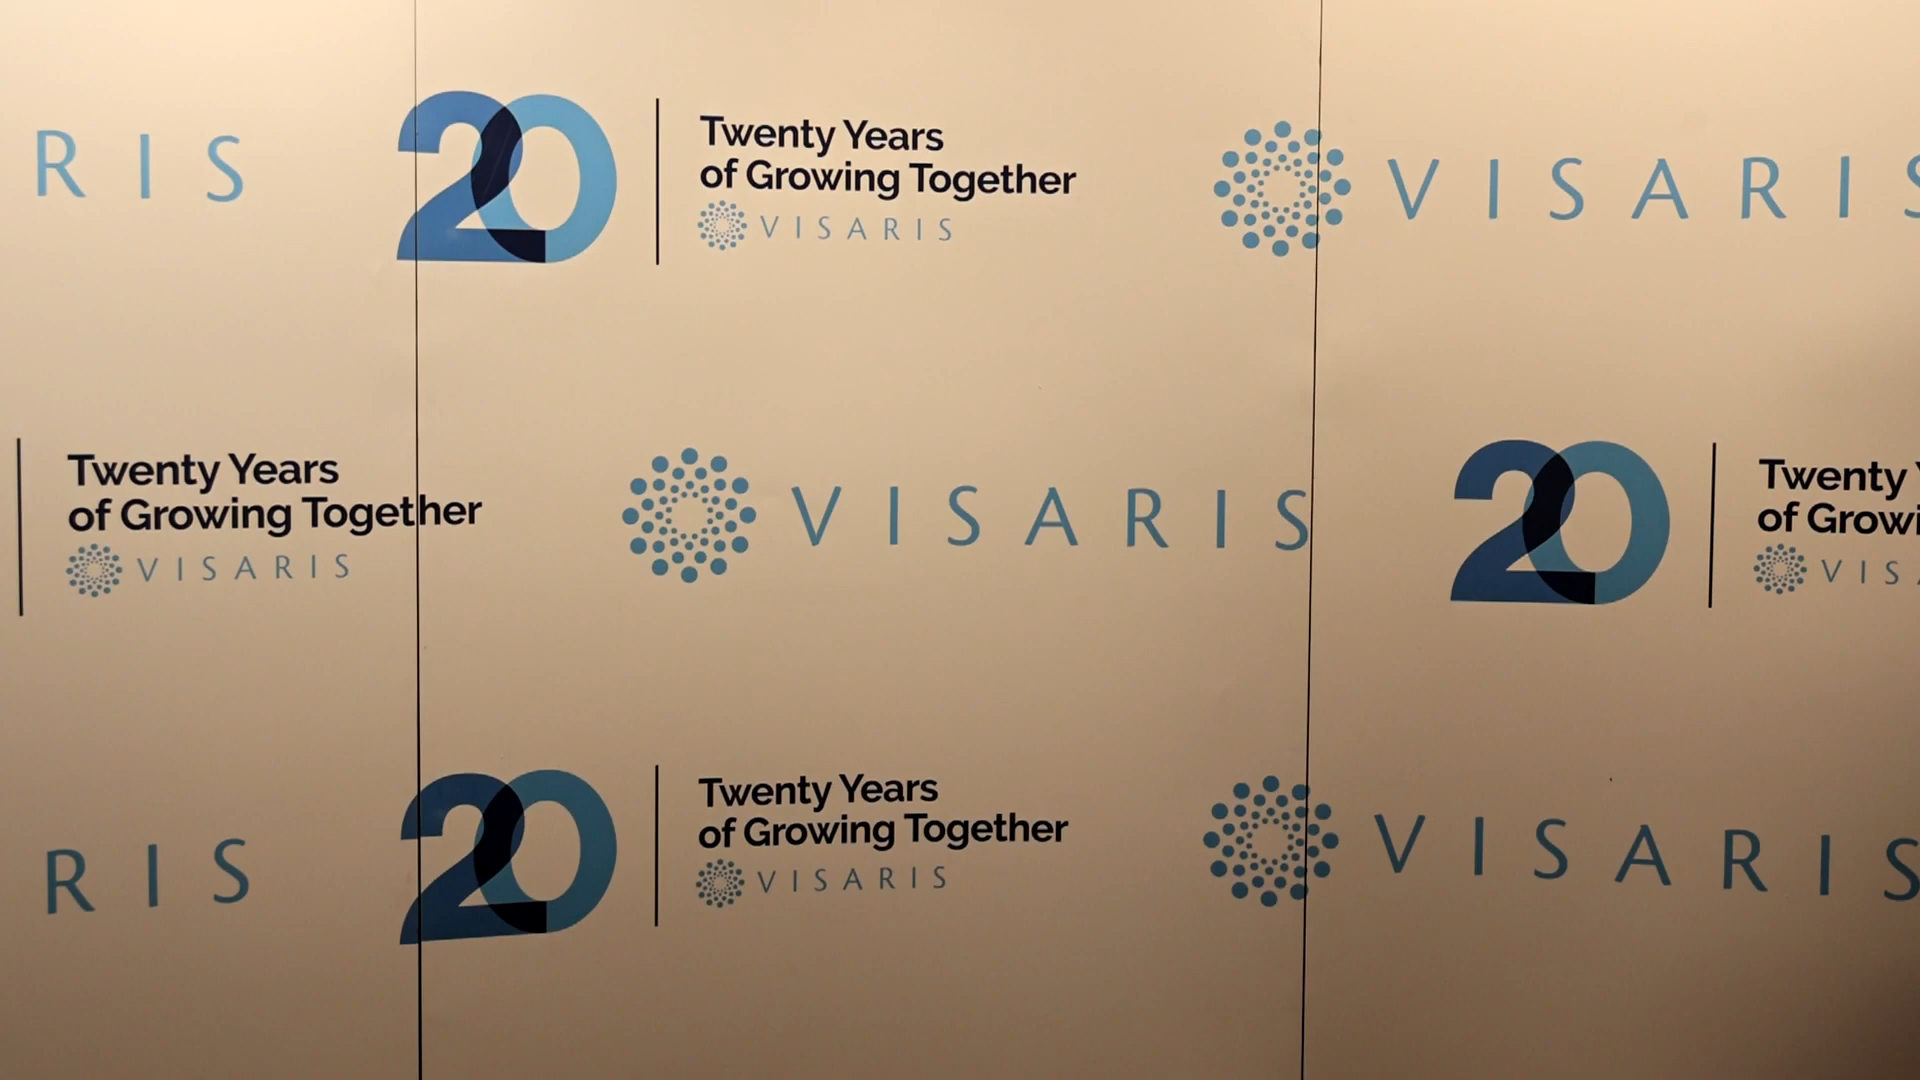 RIS
20
Twenty Years
of Growing Together
VISARIS
VISARIS
Twenty Years
of Growing Together
VISARIS
VISARIS
20
Twenty
of Growi
VIS
RIS
20
Twenty Years
of Growing Together
VISARIS
VISARIS